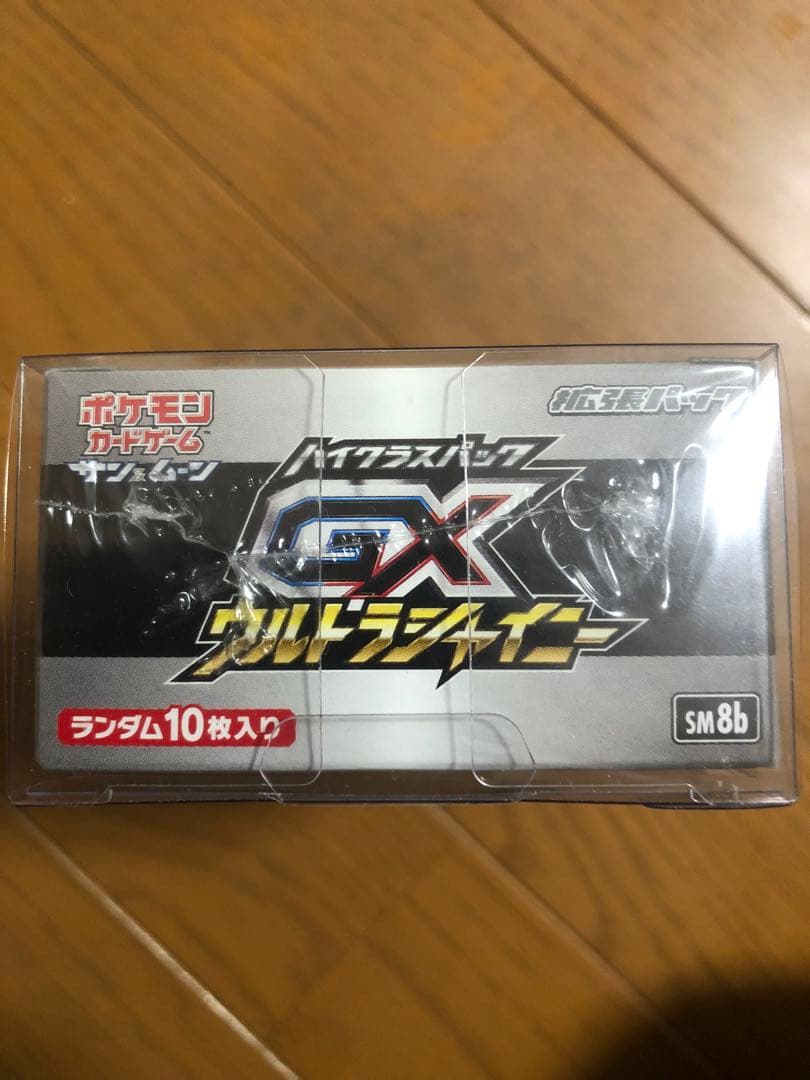 ポケモン
カードゲーム™
サン&ムーン
拡張パック
ハイクラスパック
GX
ウルトラシャイニー
ランダム10枚入り
SM8b